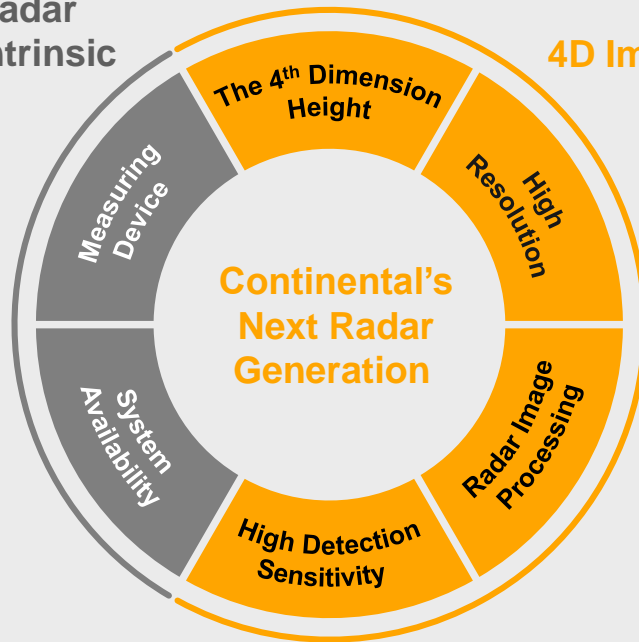 adar
ntrinsic
4D Im
The 4th Dimension
Height
High
Resolution
Radar Image
Processing
High Detection
Sensitivity
System
Availability
Measuring
Device
Continental's
Next Radar
Generation